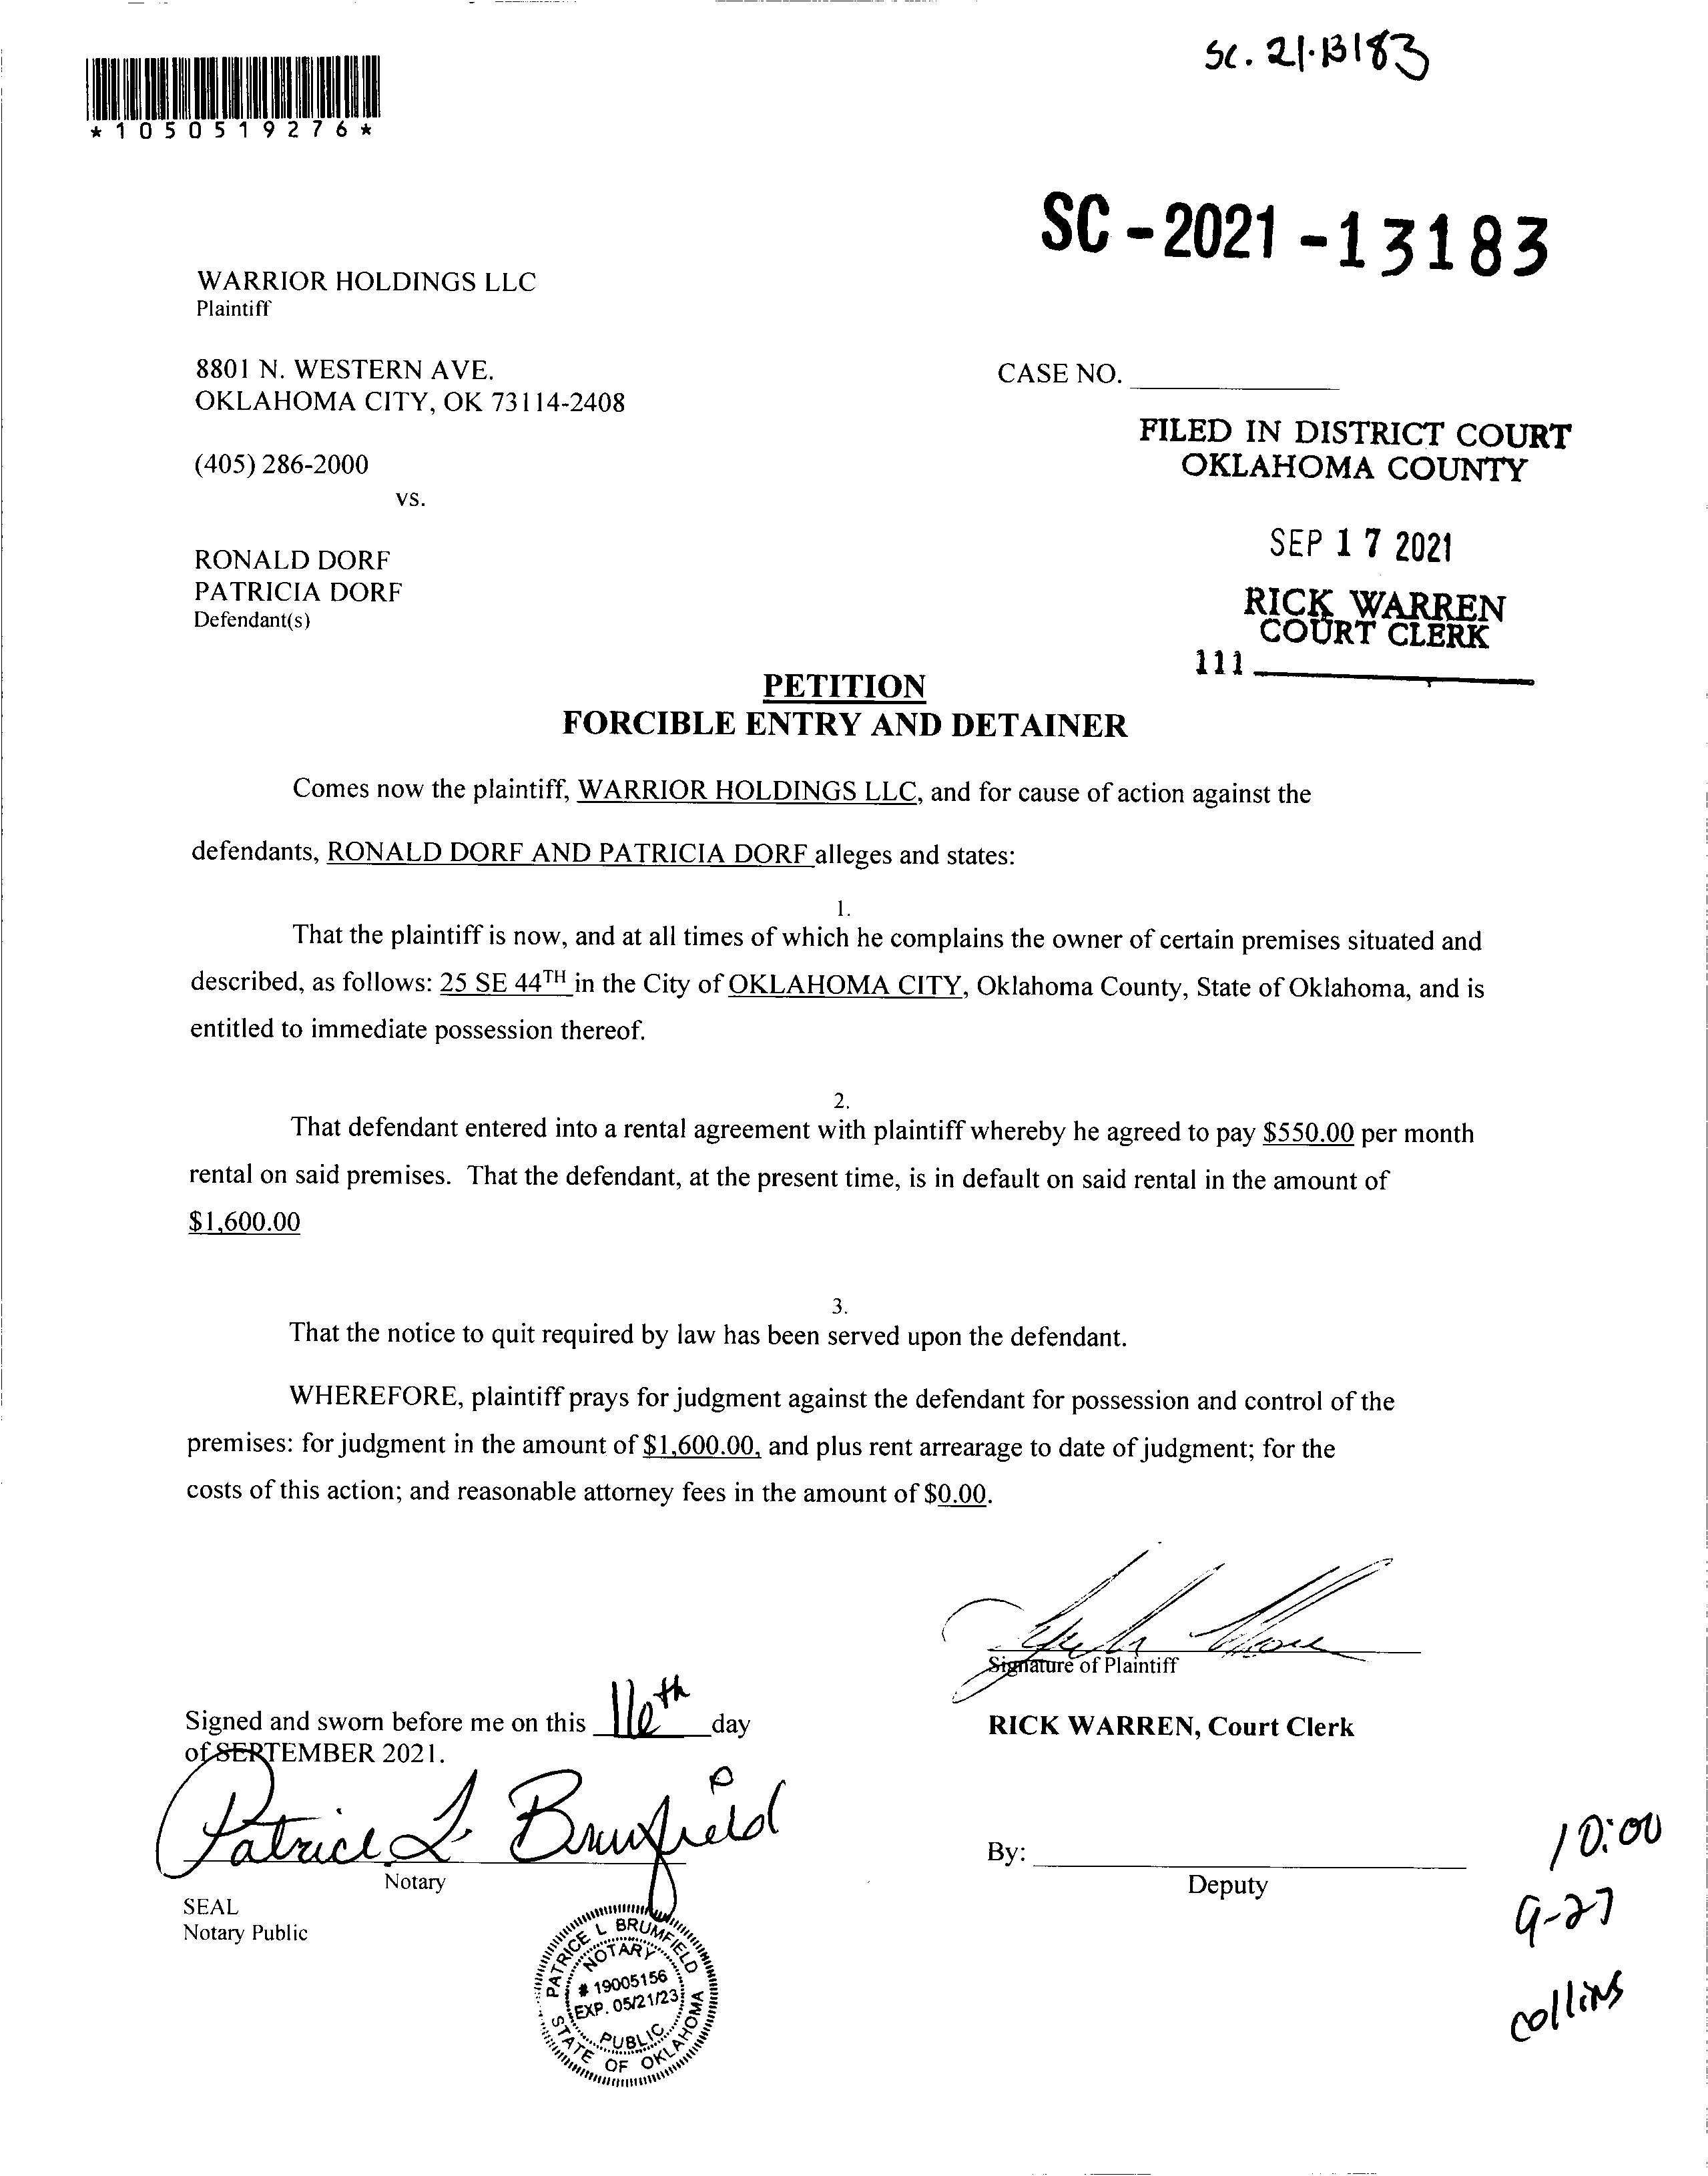 sc. 21-13183
*1050519276*
SC-2021-13183
WARRIOR HOLDINGS LLC
Plaintiff
8801 N. WESTERN AVE.
OKLAHOMA CITY, OK 73114-2408
CASE NO.
(405) 286-2000
vs.
FILED IN DISTRICT COURT
OKLAHOMA COUNTY
SEP 17 2021
RICK WARREN
COURT CLERK
111
RONALD DORF
PATRICIA DORF
Defendant(s)
PETITION
FORCIBLE ENTRY AND DETAINER
Comes now the plaintiff, WARRIOR HOLDINGS LLC, and for cause of action against the
defendants, RONALD DORF AND PATRICIA DORF alleges and states:
1.
That the plaintiff is now, and at all times of which he complains the owner of certain premises situated and
described, as follows: 25 SE 44TH in the City of OKLAHOMA CITY, Oklahoma County, State of Oklahoma, and is
entitled to immediate possession thereof.
2.
That defendant entered into a rental agreement with plaintiff whereby he agreed to pay $550.00 per month
rental on said premises. That the defendant, at the present time, is in default on said rental in the amount of
$1,600.00
3.
That the notice to quit required by law has been served upon the defendant.
WHEREFORE, plaintiff prays for judgment against the defendant for possession and control of the
premises: for judgment in the amount of $1,600.00, and plus rent arrearage to date of judgment; for the
costs of this action; and reasonable attorney fees in the amount of $0.00.
Signature of Plaintiff
Signed and sworn before me on this 16th day
of SEPTEMBER 2021.
RICK WARREN, Court Clerk
Patrice L. Brumfield
Notary
SEAL
Notary Public
By:
Deputy
PATRICE L BRUMFIELD
NOTARY
# 19005156
EXP. 05/21/23
PUBLIC
STATE OF OKLAHOMA
10:00
9-27
collins